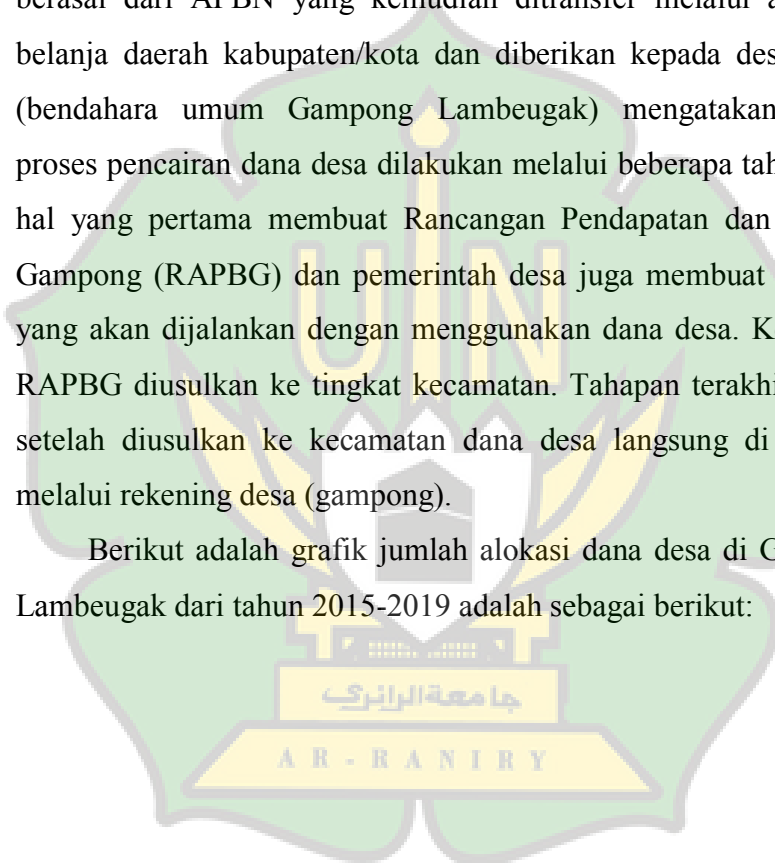 berasal dari APBN yang kemudian ditransfer melalui a
belanja daerah kabupaten/kota dan diberikan kepada des
(bendahara umum Gampong Lambeugak) mengatakan
proses pencairan dana desa dilakukan melalui beberapa tah
hal yang pertama membuat Rancangan Pendapatan dan
Gampong (RAPBG) dan pemerintah desa juga membuat
yang akan dijalankan dengan menggunakan dana desa. K
RAPBG diusulkan ke tingkat kecamatan. Tahapan terakhi
setelah diusulkan ke kecamatan dana desa langsung di
melalui rekening desa (gampong).
Berikut adalah grafik jumlah alokasi dana desa di G
Lambeugak dari tahun 2015-2019 adalah sebagai berikut:
UIN
جامعة الرانري
AR-RANIRY